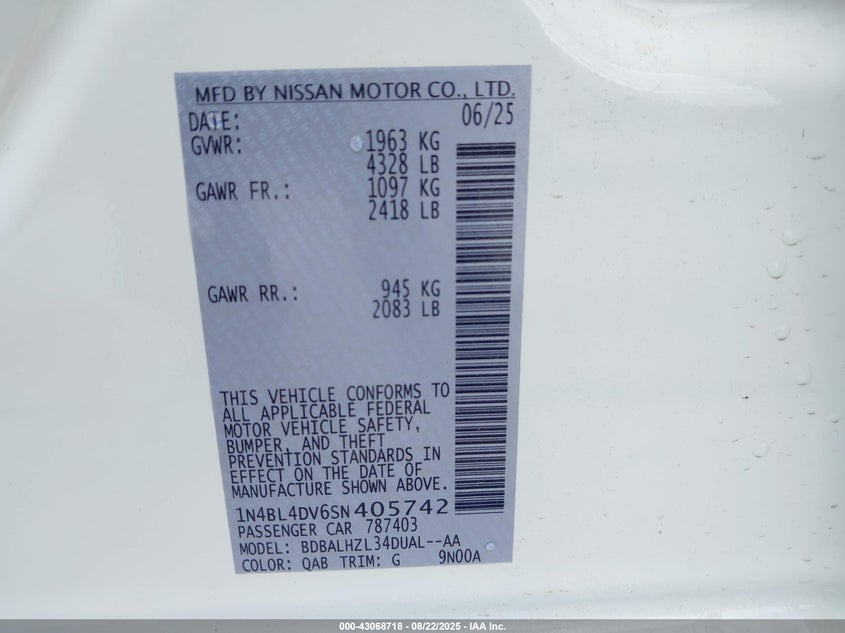 MFD BY NISSAN MOTOR CO., LTD.
DATE: 06/25
GVWR: 1963 KG
4328 LB
GAWR FR.: 1097 KG
2418 LB
GAWR RR.: 945 KG
2083 LB
THIS VEHICLE CONFORMS TO
ALL APPLICABLE FEDERAL
MOTOR VEHICLE SAFETY,
BUMPER, AND THEFT
PREVENTION STANDARDS IN
EFFECT ON THE DATE OF
MANUFACTURE SHOWN ABOVE.
1N4BL4DV6SN405742
PASSENGER CAR 787403
MODEL: BDBALHZL34DUAL--AA
COLOR: QAB TRIM: G 9N00A
000-43068718 - 08/22/2025 - IAA Inc.